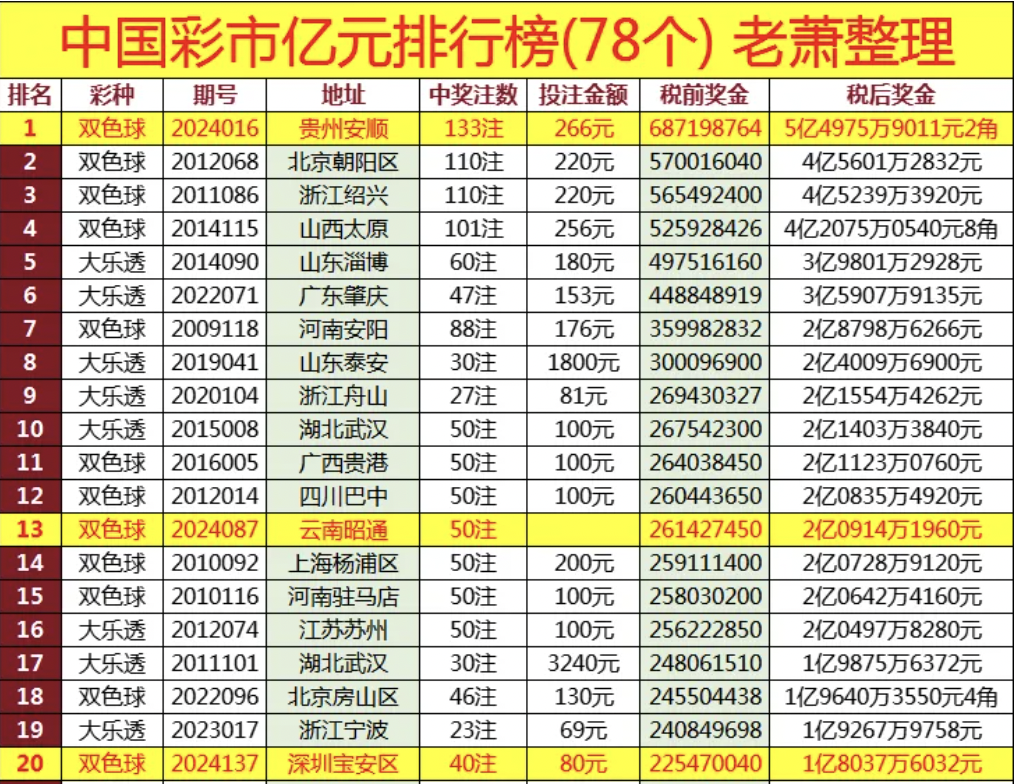 中国彩市亿元排行榜(78个) 老萧整理
排名 彩种 期号 地址 中奖注数 投注金额 税前奖金 税后奖金
1 双色球 2024016 贵州安顺 133注 266元 687198764 5亿4975万9011元2角
2 双色球 2012068 北京朝阳区 110注 220元 570016040 4亿5601万2832元
3 双色球 2011086 浙江绍兴 110注 220元 565492400 4亿5239万3920元
4 双色球 2014115 山西太原 101注 256元 525928426 4亿2075万0540元8角
5 大乐透 2014090 山东淄博 60注 180元 497516160 3亿9801万2928元
6 大乐透 2022071 广东肇庆 47注 153元 448848919 3亿5907万9135元
7 双色球 2009118 河南安阳 88注 176元 359982832 2亿8798万6266元
8 大乐透 2019041 山东泰安 30注 1800元 300096900 2亿4009万6900元
9 大乐透 2020104 浙江舟山 27注 81元 269430327 2亿1554万4262元
10 大乐透 2015008 湖北武汉 50注 100元 267542300 2亿1403万3840元
11 双色球 2016005 广西贵港 50注 100元 264038450 2亿1123万0760元
12 双色球 2012014 四川巴中 50注 100元 260443650 2亿0835万4920元
13 双色球 2024087 云南昭通 50注 261427450 2亿0914万1960元
14 双色球 2010092 上海杨浦区 50注 200元 259111400 2亿0728万9120元
15 双色球 2010116 河南驻马店 50注 100元 258030200 2亿0642万4160元
16 大乐透 2012074 江苏苏州 50注 100元 256222850 2亿0497万8280元
17 大乐透 2011101 湖北武汉 30注 3240元 248061510 1亿9875万6372元
18 双色球 2022096 北京房山区 46注 130元 245504438 1亿9640万3550元4角
19 大乐透 2023017 浙江宁波 23注 69元 240849698 1亿9267万9758元
20 双色球 2024137 深圳宝安区 40注 80元 225470040 1亿8037万6032元